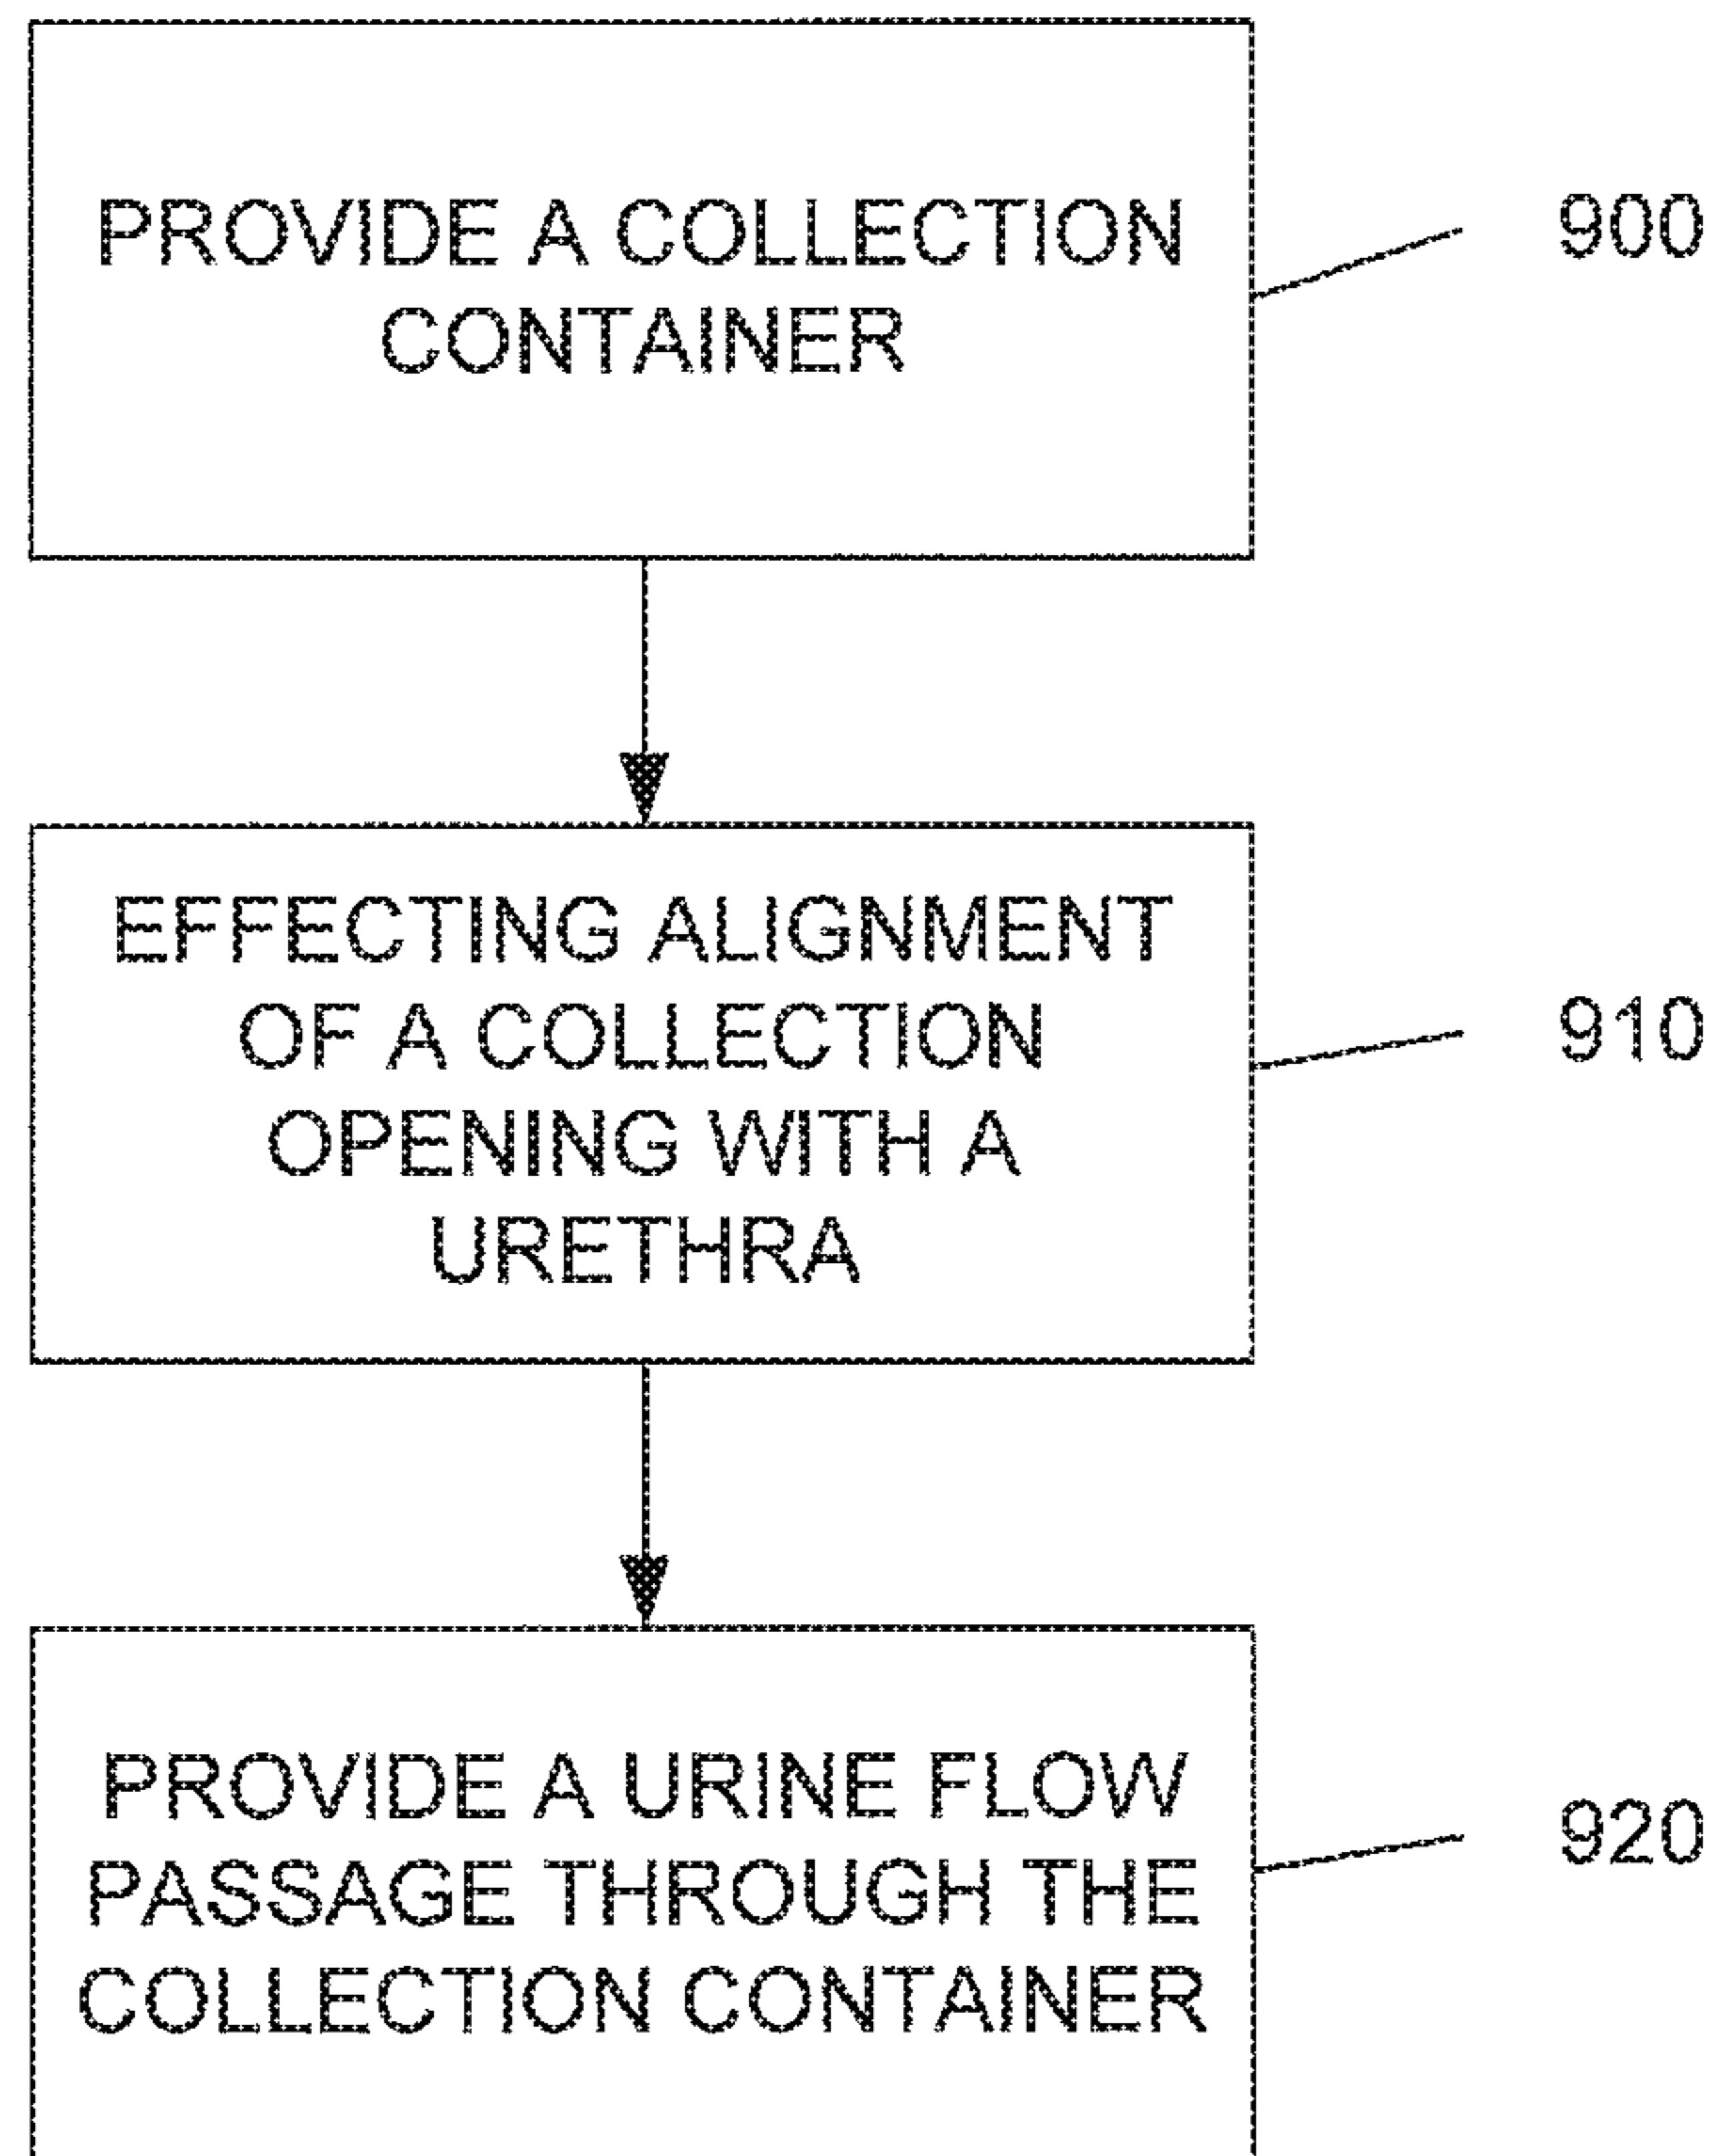 PROVIDE A COLLECTION
CONTAINER
900
EFFECTING ALIGNMENT
OF A COLLECTION
OPENING WITH A
URETHRA
910
PROVIDE A URINE FLOW
PASSAGE THROUGH THE
COLLECTION CONTAINER
920